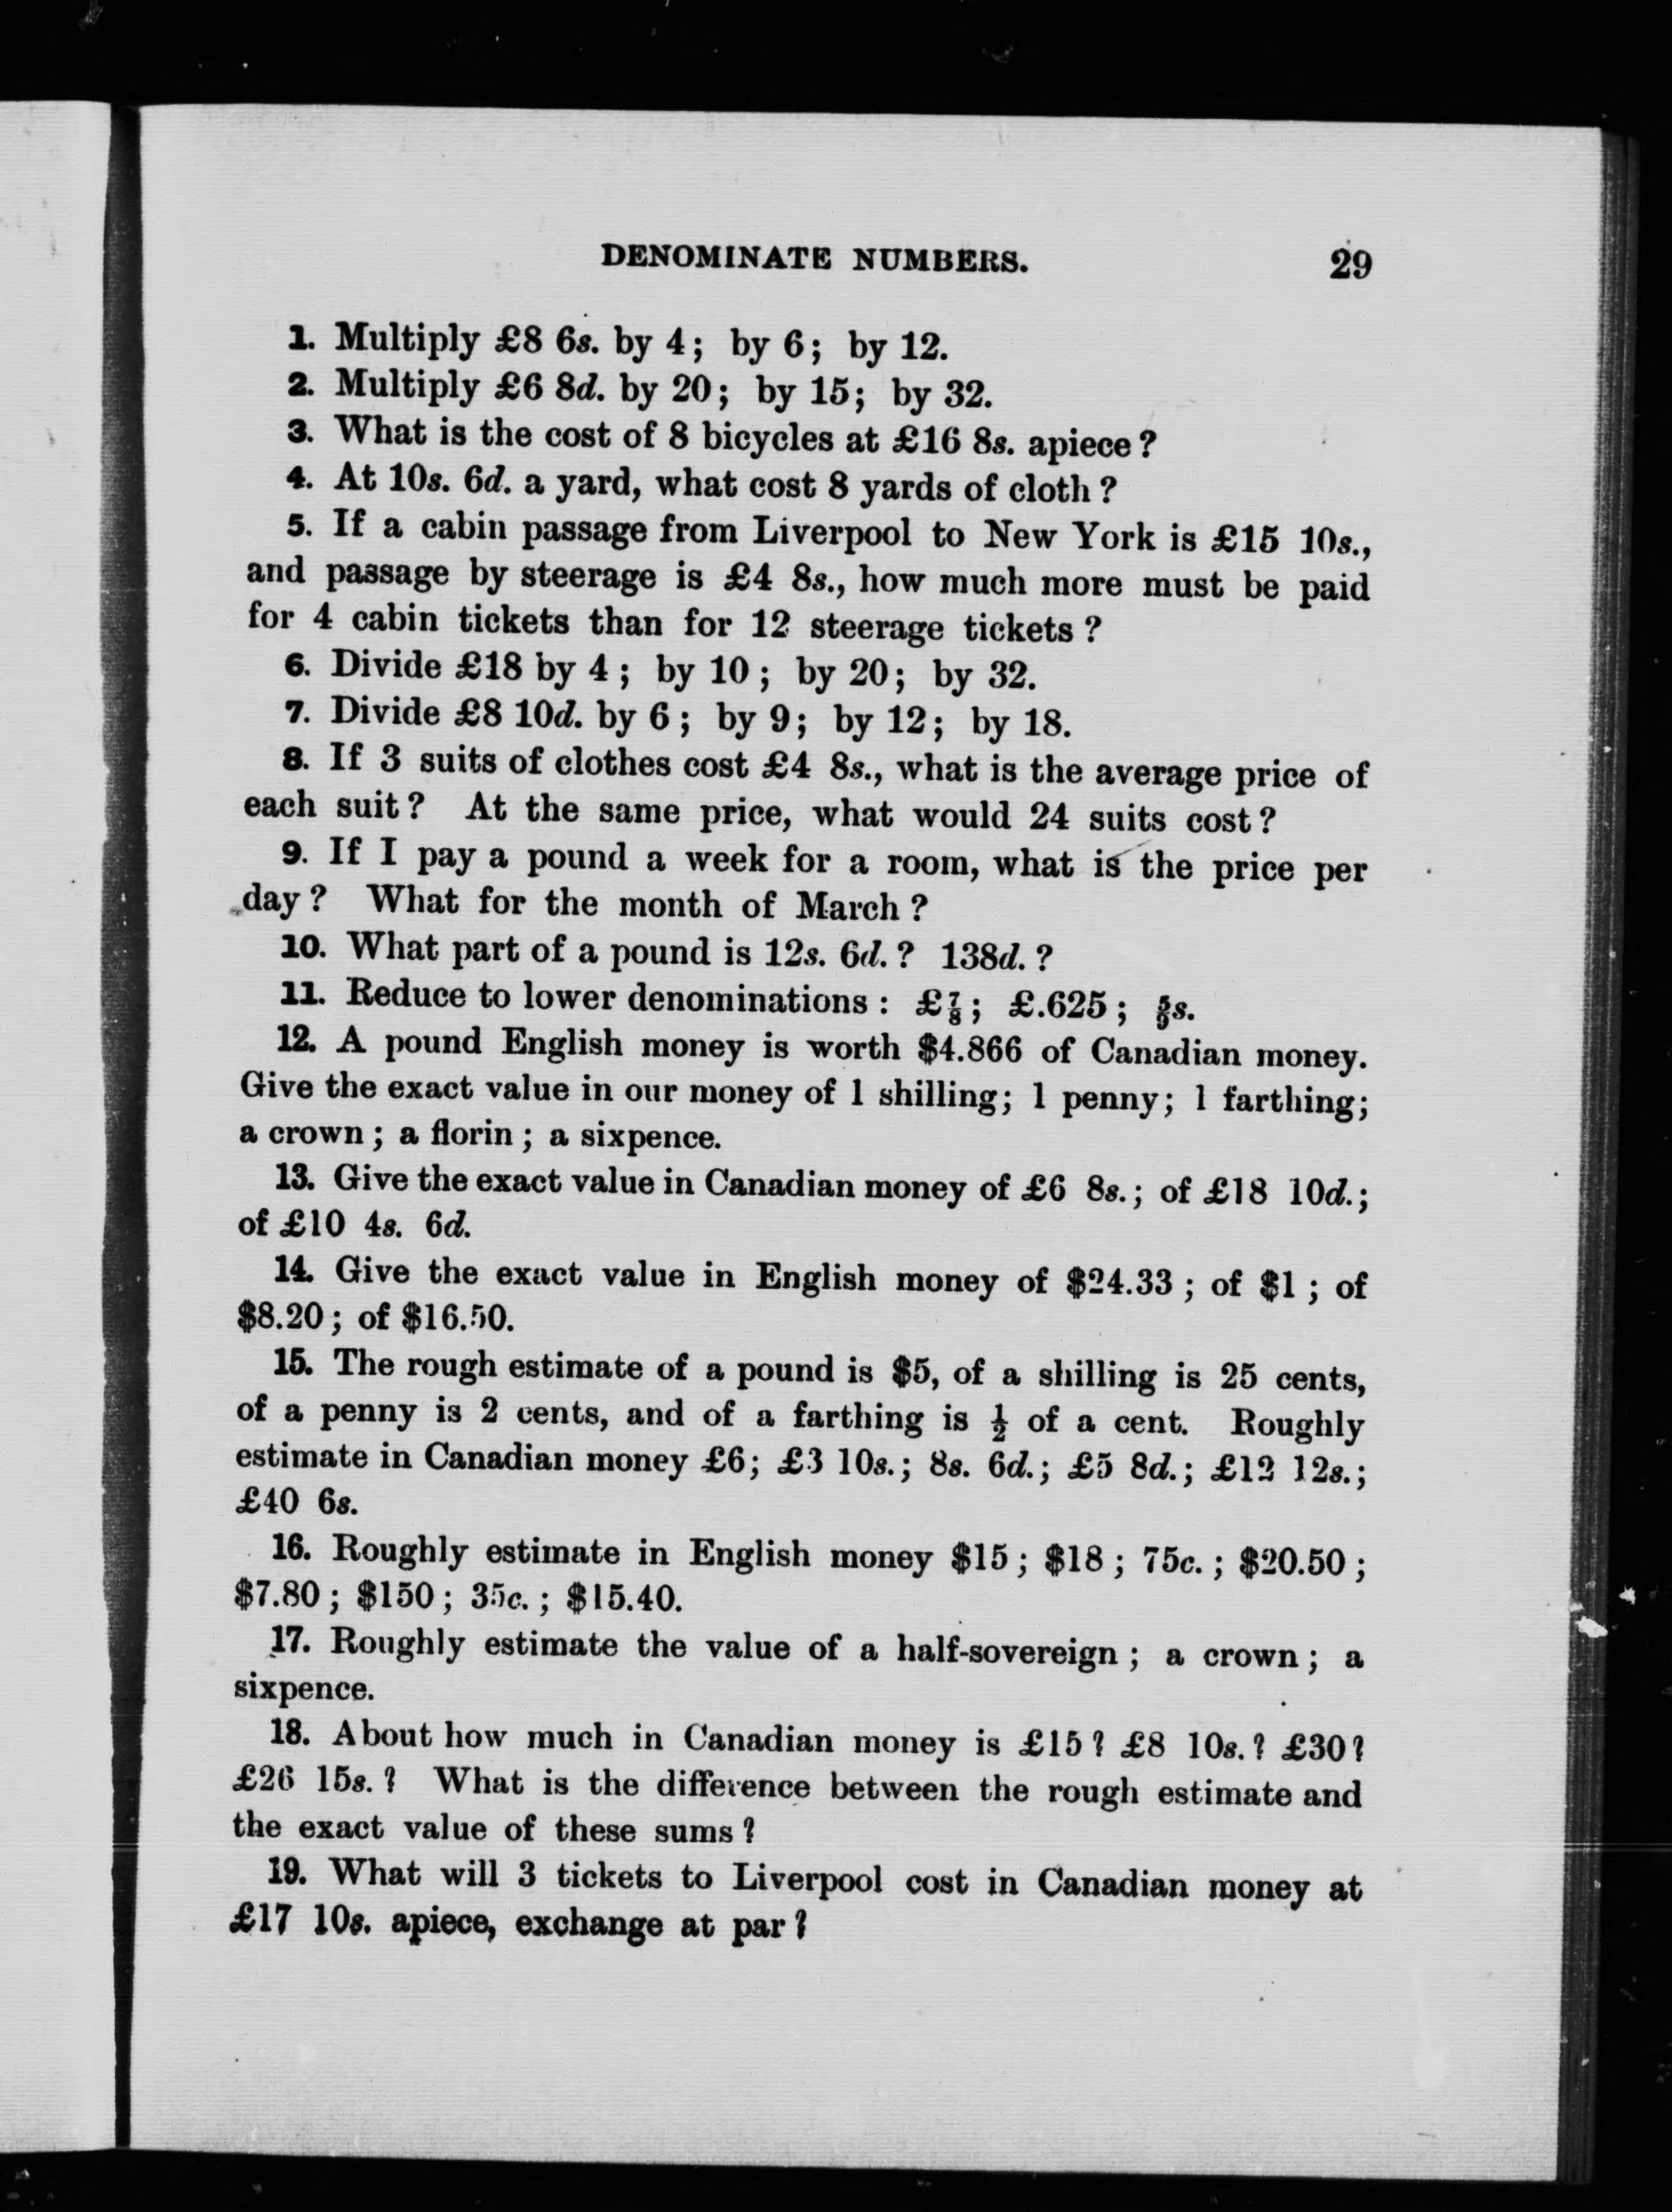 DENOMINATE NUMBERS. 29
1. Multiply £8 6s. by 4; by 6; by 12.
2. Multiply £6 8d. by 20; by 15; by 32.
3. What is the cost of 8 bicycles at £16 8s. apiece?
4. At 10s. 6d. a yard, what cost 8 yards of cloth?
5. If a cabin passage from Liverpool to New York is £15 10s.,
and passage by steerage is £4 8s., how much more must be paid
for 4 cabin tickets than for 12 steerage tickets?
6. Divide £18 by 4; by 10; by 20; by 32.
7. Divide £8 10d. by 6; by 9; by 12; by 18.
8. If 3 suits of clothes cost £4 8s., what is the average price of
each suit? At the same price, what would 24 suits cost?
9. If I pay a pound a week for a room, what is the price per
day? What for the month of March?
10. What part of a pound is 12s. 6d.? 138d.?
11. Reduce to lower denominations: £⅞; £.625; 5/9s.
12. A pound English money is worth $4.866 of Canadian money.
Give the exact value in our money of 1 shilling; 1 penny; 1 farthing;
a crown; a florin; a sixpence.
13. Give the exact value in Canadian money of £6 8s.; of £18 10d.;
of £10 4s. 6d.
14. Give the exact value in English money of $24.33; of $1; of
$8.20; of $16.50.
15. The rough estimate of a pound is $5, of a shilling is 25 cents,
of a penny is 2 cents, and of a farthing is ½ of a cent. Roughly
estimate in Canadian money £6; £3 10s.; 8s. 6d.; £5 8d.; £12 12s.;
£40 6s.
16. Roughly estimate in English money $15; $18; 75c.; $20.50;
$7.80; $150; 35c.; $15.40.
17. Roughly estimate the value of a half-sovereign; a crown; a
sixpence.
18. About how much in Canadian money is £15? £8 10s.? £30?
£26 15s.? What is the difference between the rough estimate and
the exact value of these sums?
19. What will 3 tickets to Liverpool cost in Canadian money at
£17 10s. apiece, exchange at par?